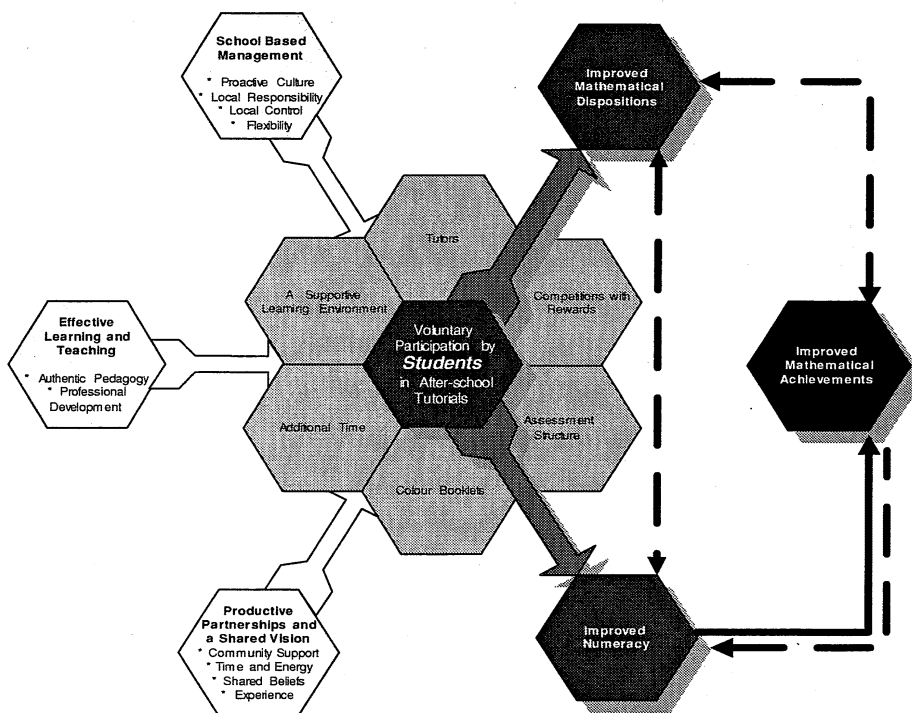 School Based
Management
* Proactive Culture
* Local Responsibility
* Local Control
* Flexibility
Improved
Mathematical
Dispositions
Tutors
A Supportive
Learning Environment
Competitions with
Rewards
Voluntary
Participation by
Students
in After-school
Tutorials
Effective
Learning and
Teaching
* Authentic Pedagogy
* Professional
Development
Improved Mathematical
Achievements
Additional Time
Assessment
Structure
Colour Booklets
Productive
Partnerships and
a Shared Vision
* Community Support
* Time and Energy
* Shared Beliefs
* Experience
Improved
Numeracy